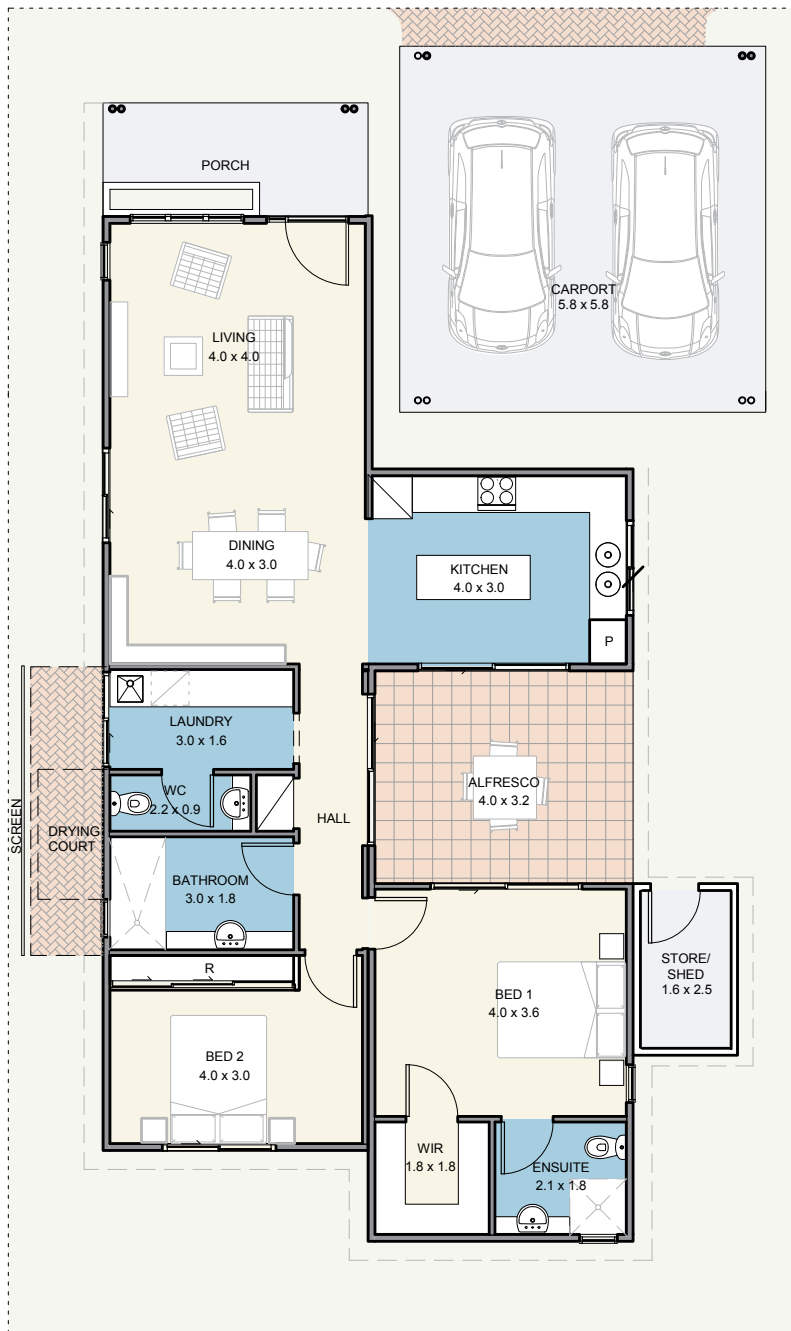 PORCH
CARPORT
5.8 x 5.8
LIVING
4.0 x 4.0
DINING
4.0 x 3.0
KITCHEN
4.0 x 3.0
P
LAUNDRY
3.0 x 1.6
WC
2.2 x 0.9
ALFRESCO
4.0 x 3.2
HALL
SCREEN
DRYING
COURT
BATHROOM
3.0 x 1.8
R
STORE/
SHED
1.6 x 2.5
BED 1
4.0 x 3.6
BED 2
4.0 x 3.0
WIR
1.8 x 1.8
ENSUITE
2.1 x 1.8